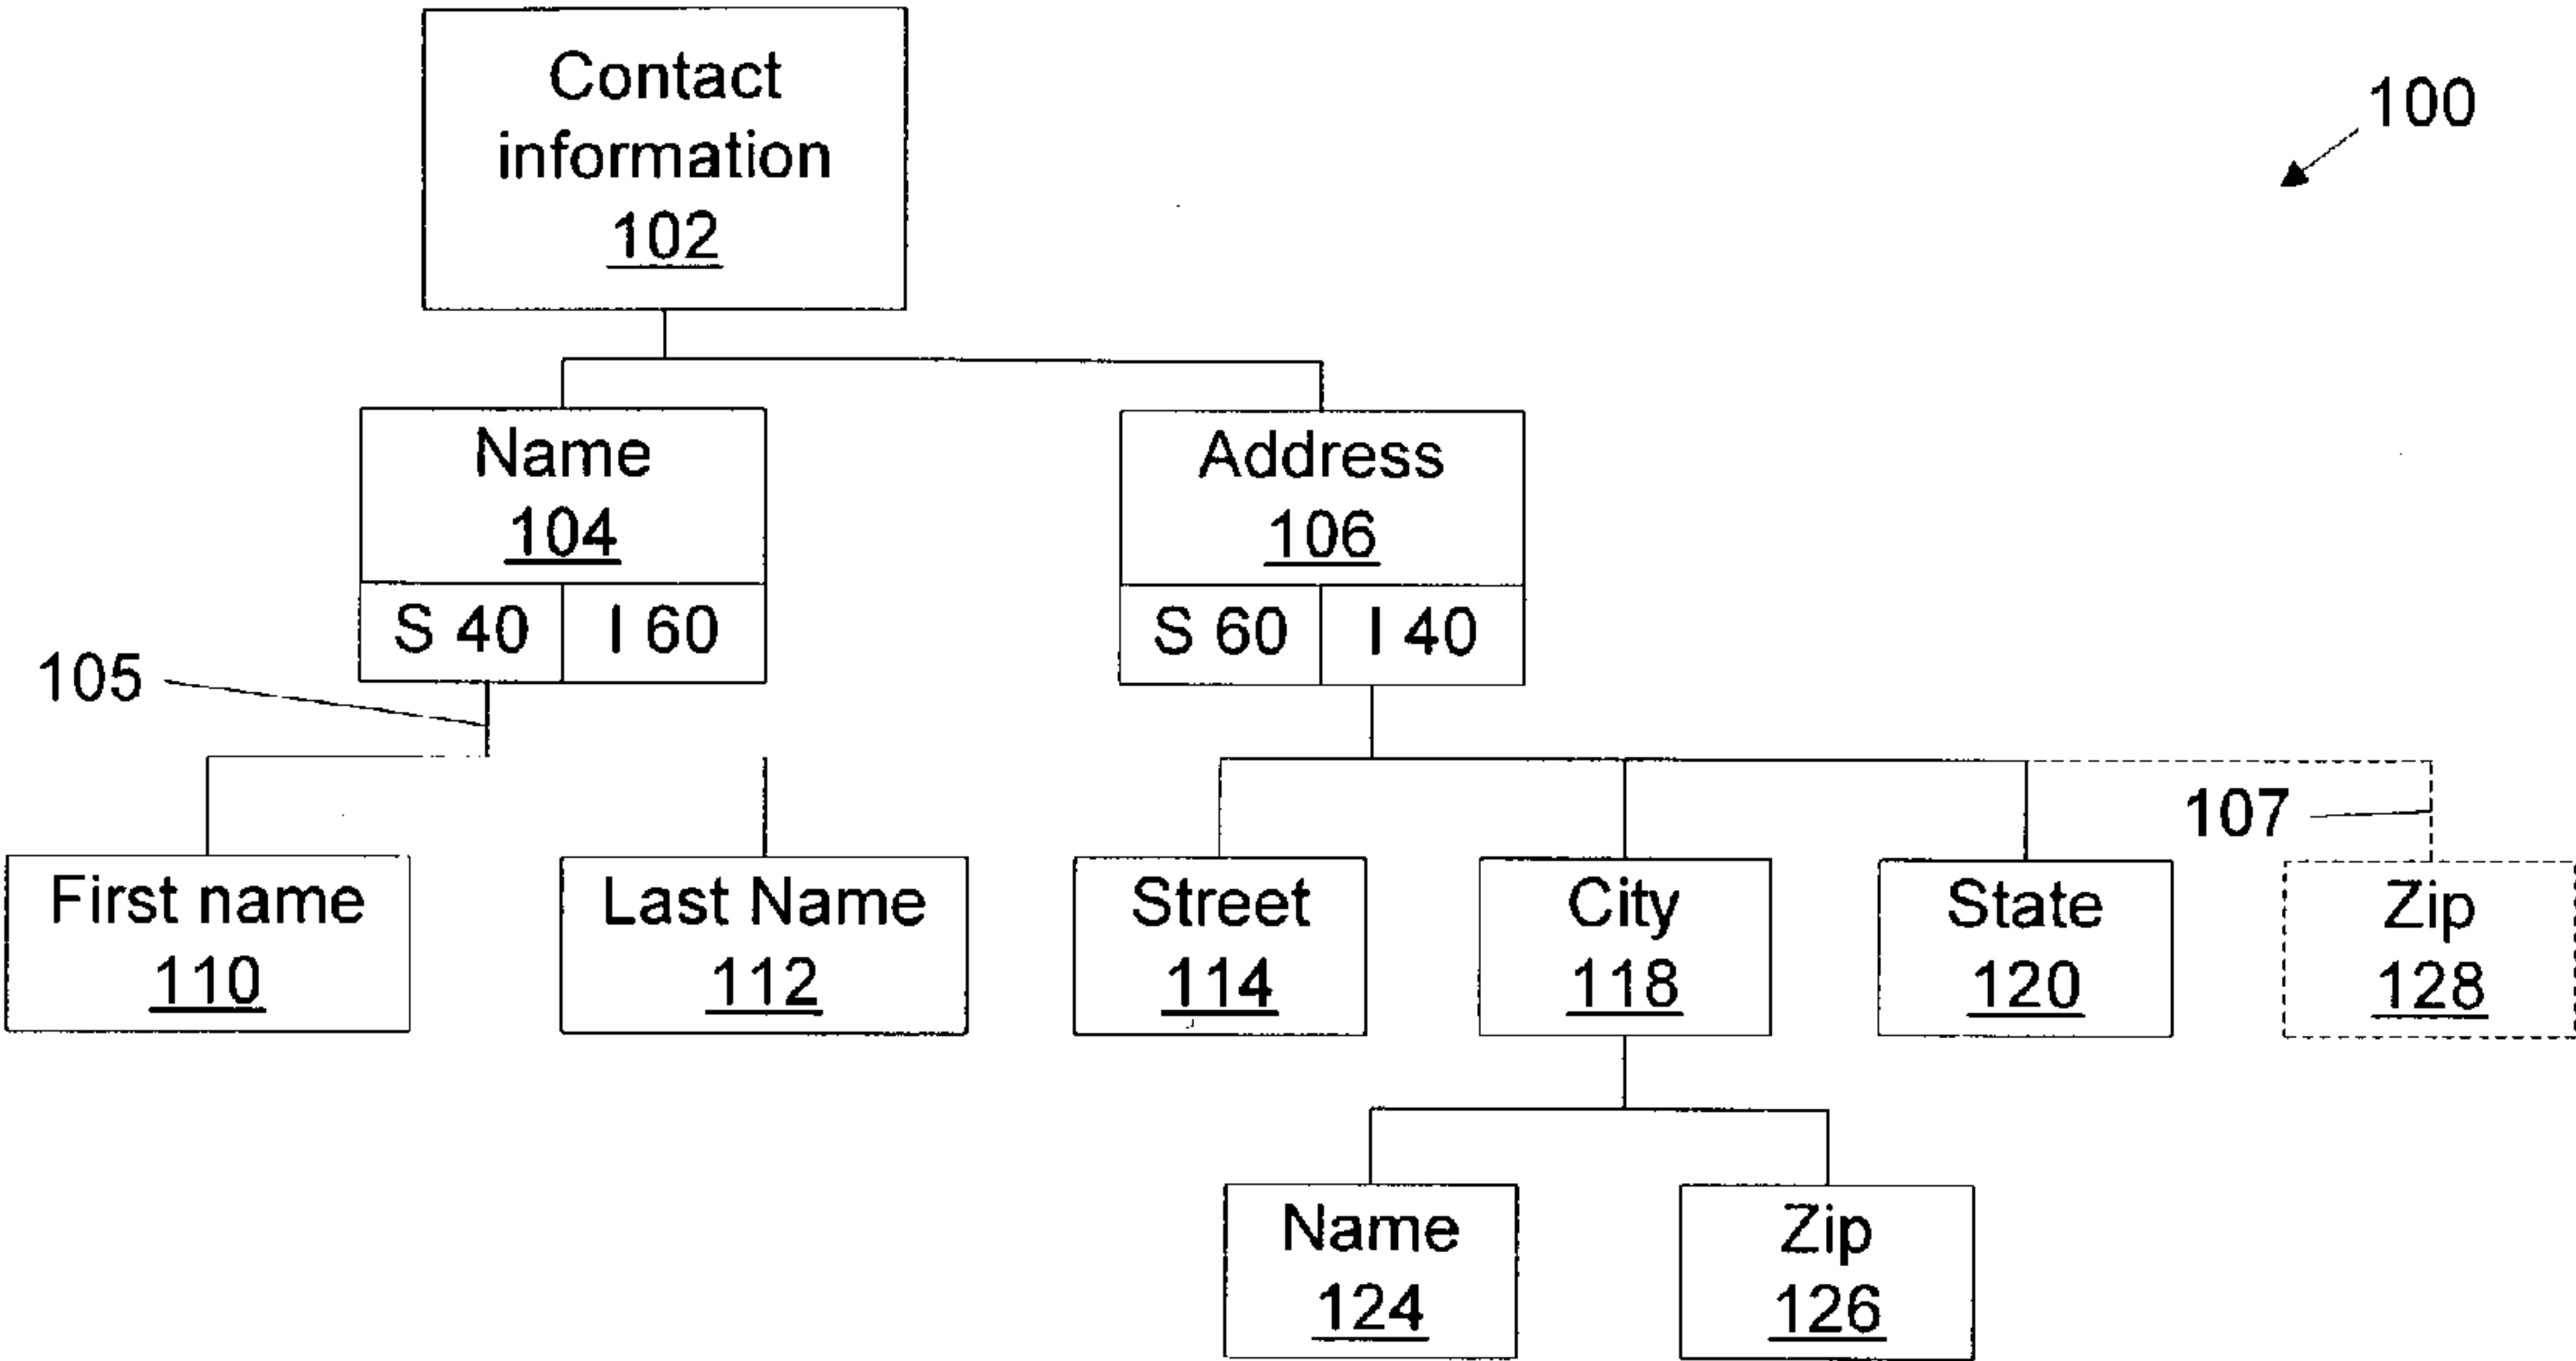 Contact
information
102
100
Name
104
S 40 I 60
Address
106
S 60 I 40
105
107
First name
110
Last Name
112
Street
114
City
118
State
120
Zip
128
Name
124
Zip
126